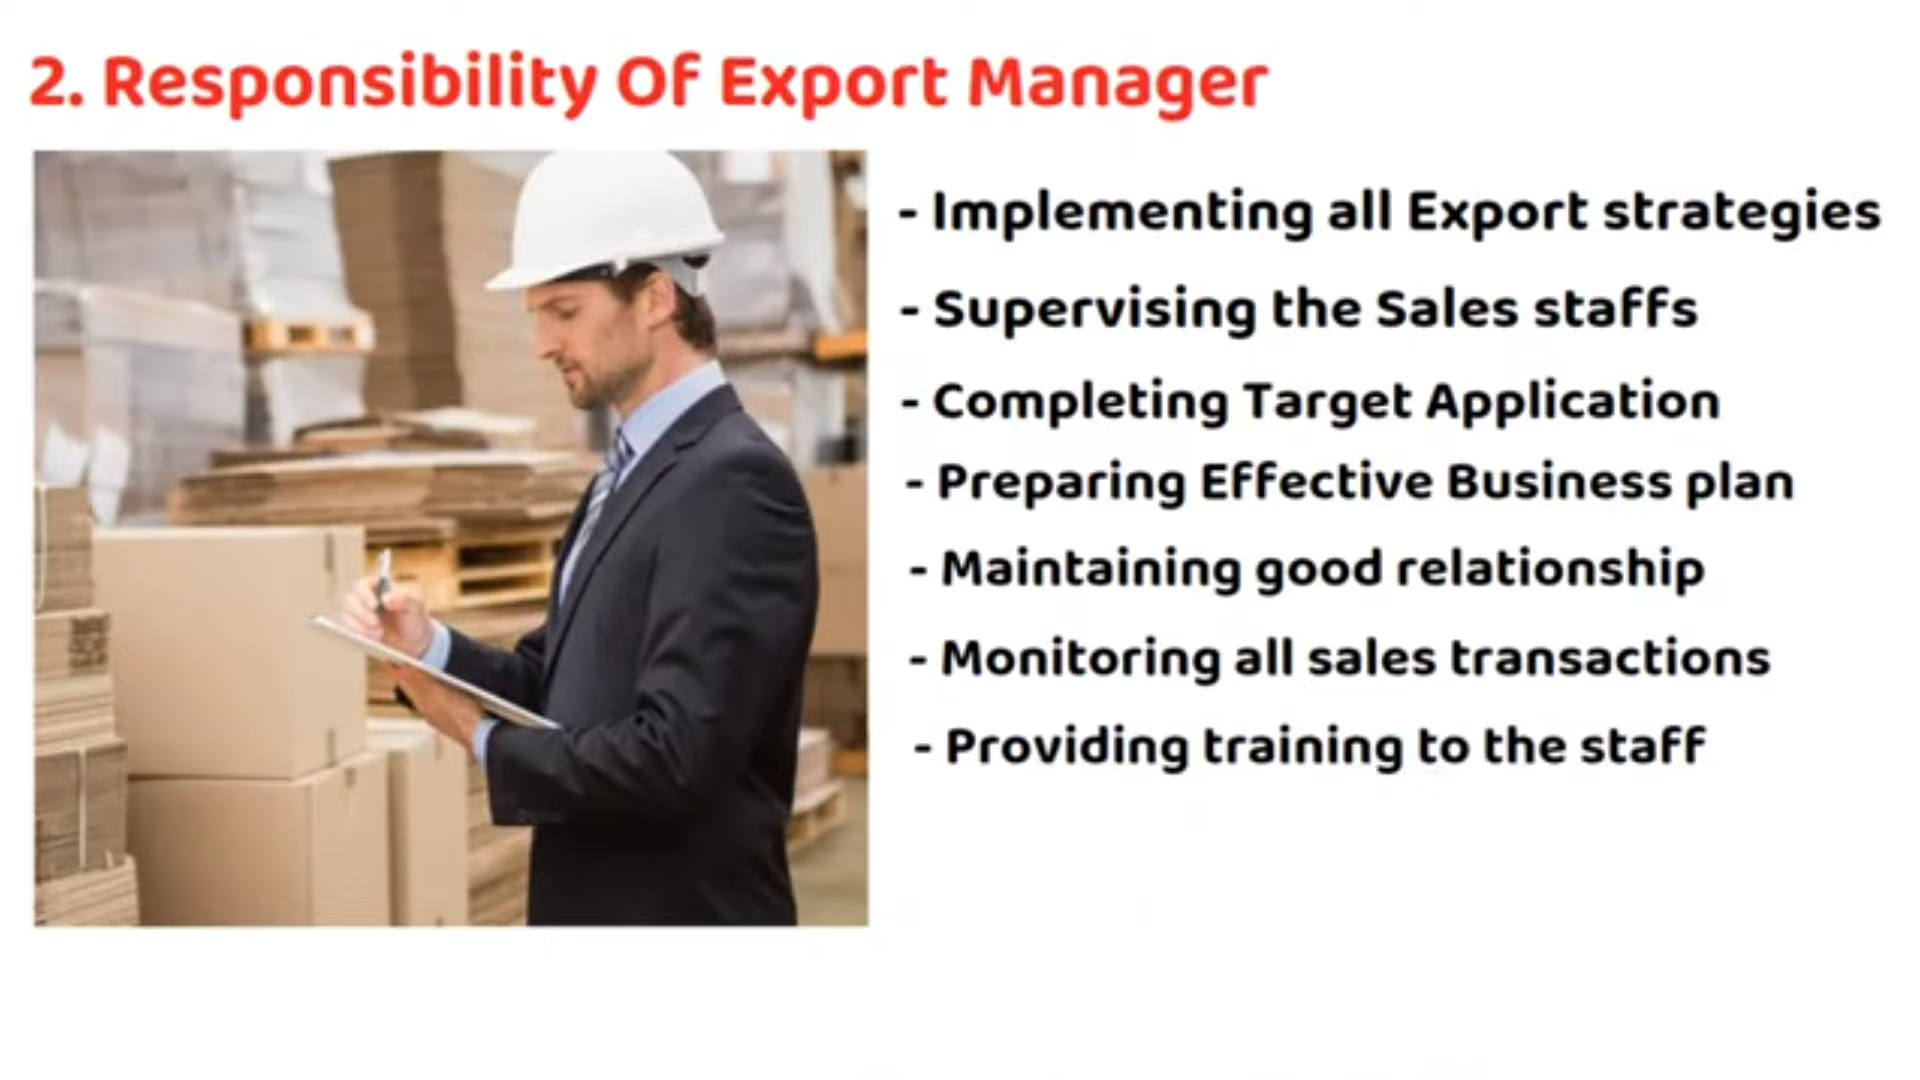 2. Responsibility Of Export Manager
- Implementing all Export strategies
- Supervising the Sales staffs
- Completing Target Application
- Preparing Effective Business plan
- Maintaining good relationship
- Monitoring all sales transactions
- Providing training to the staff